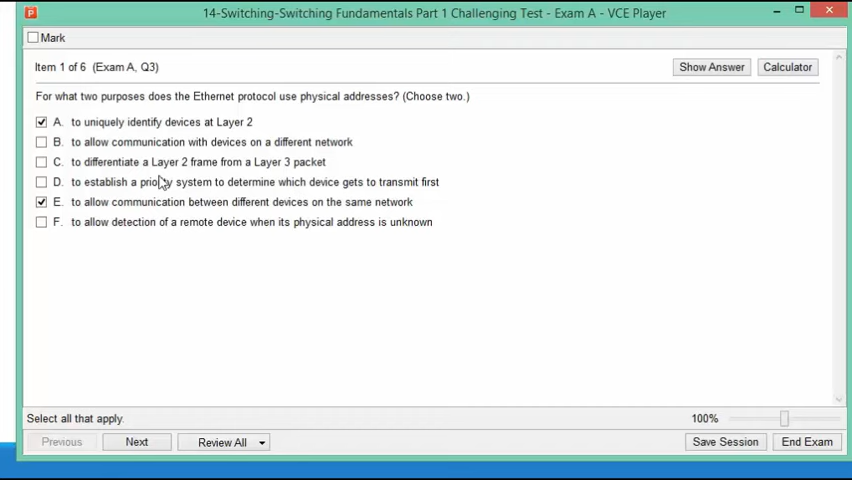 14-Switching-Switching Fundamentals Part 1 Challenging Test - Exam A - VCE Player
Mark
Item 1 of 6 (Exam A, Q3)
Show Answer
Calculator
For what two purposes does the Ethernet protocol use physical addresses? (Choose two.)
A. to uniquely identify devices at Layer 2
B. to allow communication with devices on a different network
C. to differentiate a Layer 2 frame from a Layer 3 packet
D. to establish a priority system to determine which device gets to transmit first
E. to allow communication between different devices on the same network
F. to allow detection of a remote device when its physical address is unknown
Select all that apply.
100%
Previous
Next
Review All
Save Session
End Exam